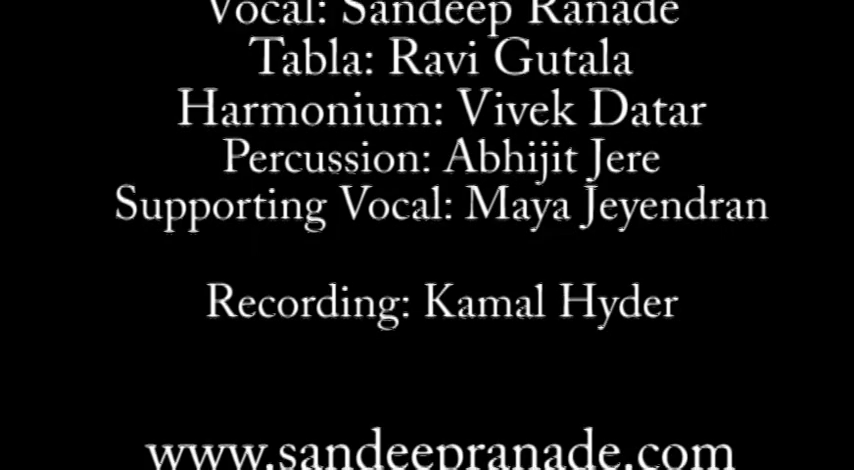 Vocal: Sandeep Ranade
Tabla: Ravi Gutala
Harmonium: Vivek Datar
Percussion: Abhijit Jere
Supporting Vocal: Maya Jeyendran
Recording: Kamal Hyder
www.sandeepranade.com